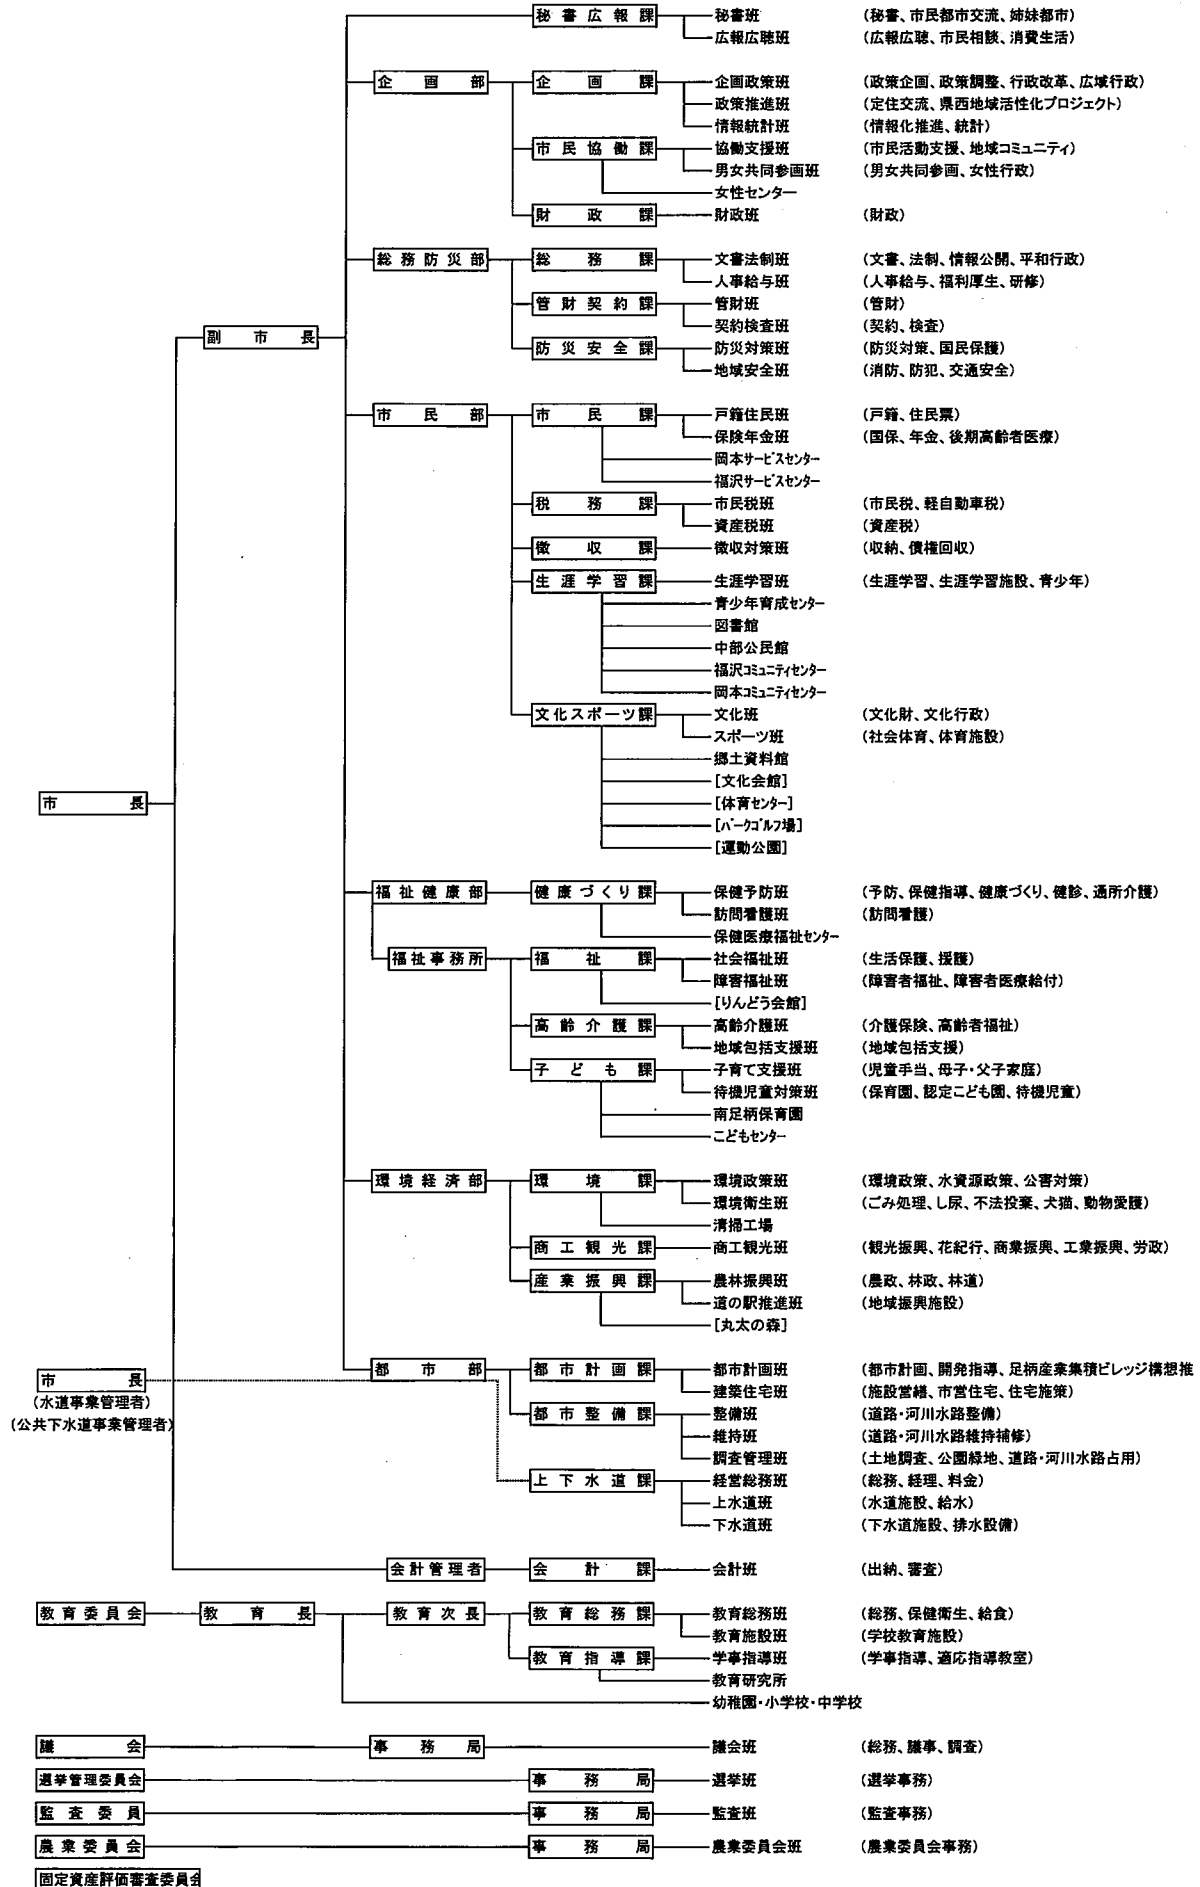 秘書広報課 秘書班 (秘書、市民都市交流、姉妹都市)
広報広聴班 (広報広聴、市民相談、消費生活)
企画部 企画課 企画政策班 (政策企画、政策調整、行政改革、広域行政)
政策推進班 (定住交流、県西地域活性化プロジェクト)
情報統計班 (情報化推進、統計)
市民協働課 協働支援班 (市民活動支援、地域コミュニティ)
男女共同参画班 (男女共同参画、女性行政)
女性センター
財政課 財政班 (財政)
総務防災部 総務課 文書法制班 (文書、法制、情報公開、平和行政)
人事給与班 (人事給与、福利厚生、研修)
管財契約課 管財班 (管財)
契約検査班 (契約、検査)
副市長
防災安全課 防災対策班 (防災対策、国民保護)
地域安全班 (消防、防犯、交通安全)
市民部 市民課 戸籍住民班 (戸籍、住民票)
保険年金班 (国保、年金、後期高齢者医療)
岡本サービスセンター
福沢サービスセンター
税務課 市民税班 (市民税、軽自動車税)
資産税班 (資産税)
徴収課 徴収対策班 (収納、債権回収)
生涯学習課 生涯学習班 (生涯学習、生涯学習施設、青少年)
青少年育成センター
図書館
中部公民館
福沢コミュニティセンター
岡本コミュニティセンター
文化スポーツ課 文化班 (文化財、文化行政)
スポーツ班 (社会体育、体育施設)
郷土資料館
[文化会館]
市長 [体育センター]
[パークゴルフ場]
[運動公園]
福祉健康部 健康づくり課 保健予防班 (予防、保健指導、健康づくり、健診、通所介護)
訪問看護班 (訪問看護)
保健医療福祉センター
福祉事務所 福祉課 社会福祉班 (生活保護、援護)
障害福祉班 (障害者福祉、障害者医療給付)
[りんどう会館]
高齢介護課 高齢介護班 (介護保険、高齢者福祉)
地域包括支援班 (地域包括支援)
子ども課 子育て支援班 (児童手当、母子・父子家庭)
待機児童対策班 (保育園、認定こども園、待機児童)
南足柄保育園
こどもセンター
環境経済部 環境課 環境政策班 (環境政策、水資源政策、公害対策)
環境衛生班 (ごみ処理、し尿、不法投棄、犬猫、動物愛護)
清掃工場
商工観光課 商工観光班 (観光振興、花紀行、商業振興、工業振興、労政)
産業振興課 農林振興班 (農政、林政、林道)
道の駅推進班 (地域振興施設)
[丸太の森]
都市部 都市計画課 都市計画班 (都市計画、開発指導、足柄産業集積ビレッジ構想推
市長 建築住宅班 (施設営繕、市営住宅、住宅施策)
(水道事業管理者)
都市整備課 整備班 (道路・河川水路整備)
(公共下水道事業管理者)
維持班 (道路・河川水路維持補修)
調査管理班 (土地調査、公園緑地、道路・河川水路占用)
上下水道課 経営総務班 (総務、経理、料金)
上水道班 (水道施設、給水)
下水道班 (下水道施設、排水設備)
会計管理者 会計課 会計班 (出納、審査)
教育委員会 教育長 教育次長 教育総務課 教育総務班 (総務、保健衛生、給食)
教育施設班 (学校教育施設)
教育指導課 学事指導班 (学事指導、適応指導教室)
教育研究所
幼稚園・小学校・中学校
議会 事務局 議会班 (総務、議事、調査)
選挙管理委員会 事務局 選挙班 (選挙事務)
監査委員 事務局 監査班 (監査事務)
農業委員会 事務局 農業委員会班 (農業委員会事務)
固定資産評価審査委員会